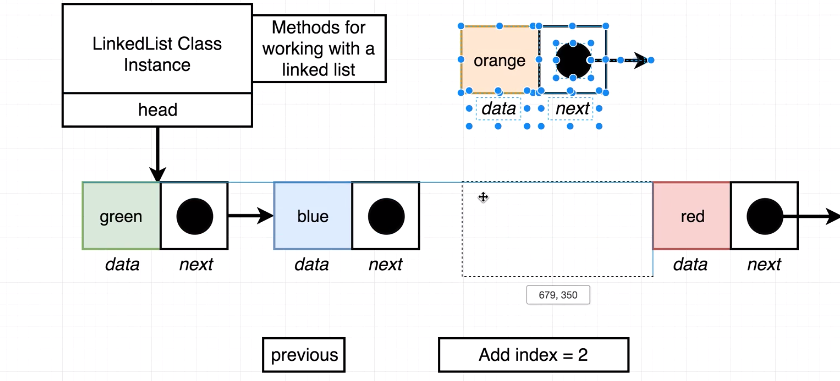 LinkedList Class
Instance
Methods for
working with a
linked list
head
orange
data
next
green
blue
red
data
next
data
next
data
next
679, 350
previous
Add index = 2